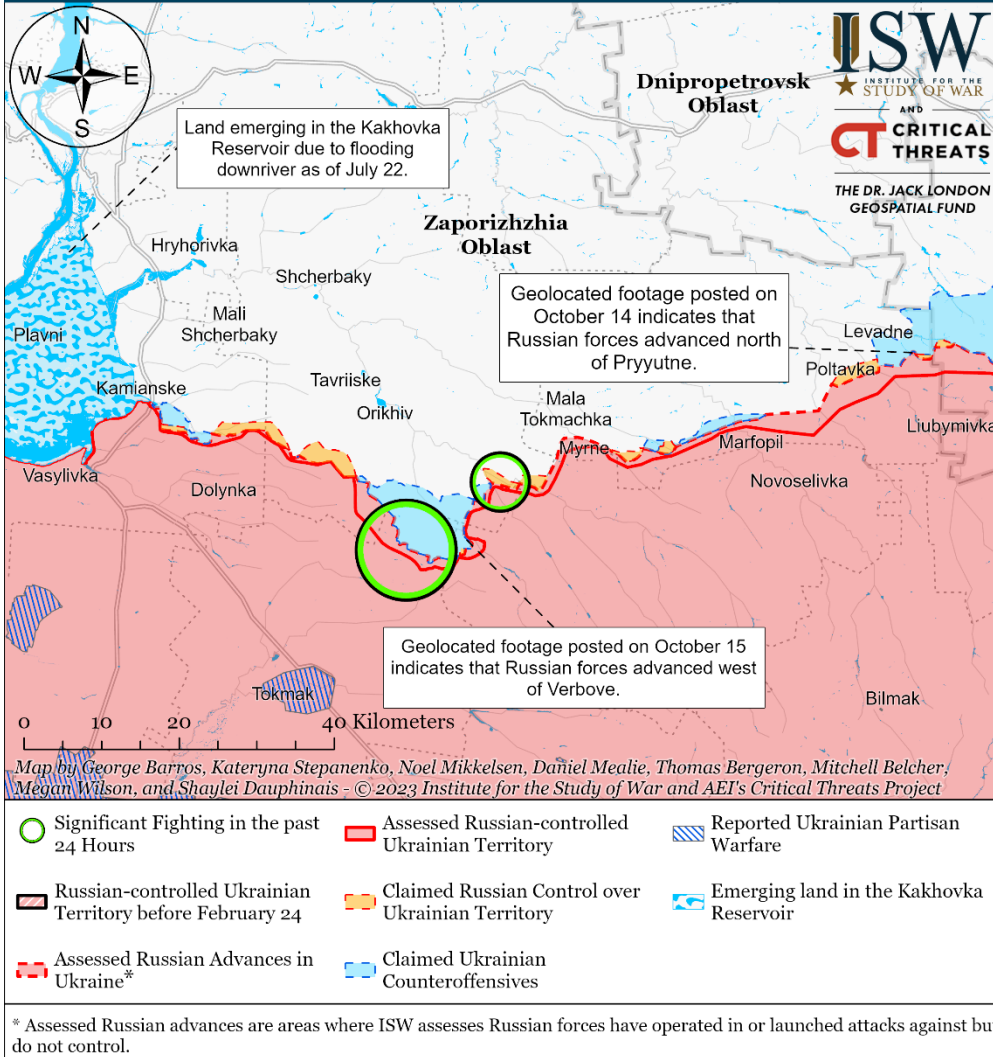 N
W
E
S
ISW
INSTITUTE FOR THE
STUDY OF WAR
AND
CT CRITICAL
THREATS
THE DR. JACK LONDON
GEOSPATIAL FUND
Dnipropetrovsk
Oblast
Land emerging in the Kakhovka
Reservoir due to flooding
downriver as of July 22.
Zaporizhzhia
Oblast
Hryhorivka
Shcherbaky
Mali
Shcherbaky
Plavni
Geolocated footage posted on
October 14 indicates that
Russian forces advanced north
of Pryyutne.
Levadne
Poltavka
Kamianske
Tavriiske
Orikhiv
Mala
Tokmachka
Myrne
Marfopil
Liubymivka
Vasylivka
Dolynka
Novoselivka
Geolocated footage posted on October 15
indicates that Russian forces advanced west
of Verbove.
Tokmak
Bilmak
0 10 20 40 Kilometers
Map by George Barros, Kateryna Stepanenko, Noel Mikkelsen, Daniel Mealie, Thomas Bergeron, Mitchell Belcher,
Megan Wilson, and Shaylei Dauphinais - © 2023 Institute for the Study of War and AEI's Critical Threats Project
Significant Fighting in the past
24 Hours
Russian-controlled Ukrainian
Territory before February 24
Assessed Russian Advances in
Ukraine*
Assessed Russian-controlled
Ukrainian Territory
Claimed Russian Control over
Ukrainian Territory
Claimed Ukrainian
Counteroffensives
Reported Ukrainian Partisan
Warfare
Emerging land in the Kakhovka
Reservoir
* Assessed Russian advances are areas where ISW assesses Russian forces have operated in or launched attacks against but
do not control.